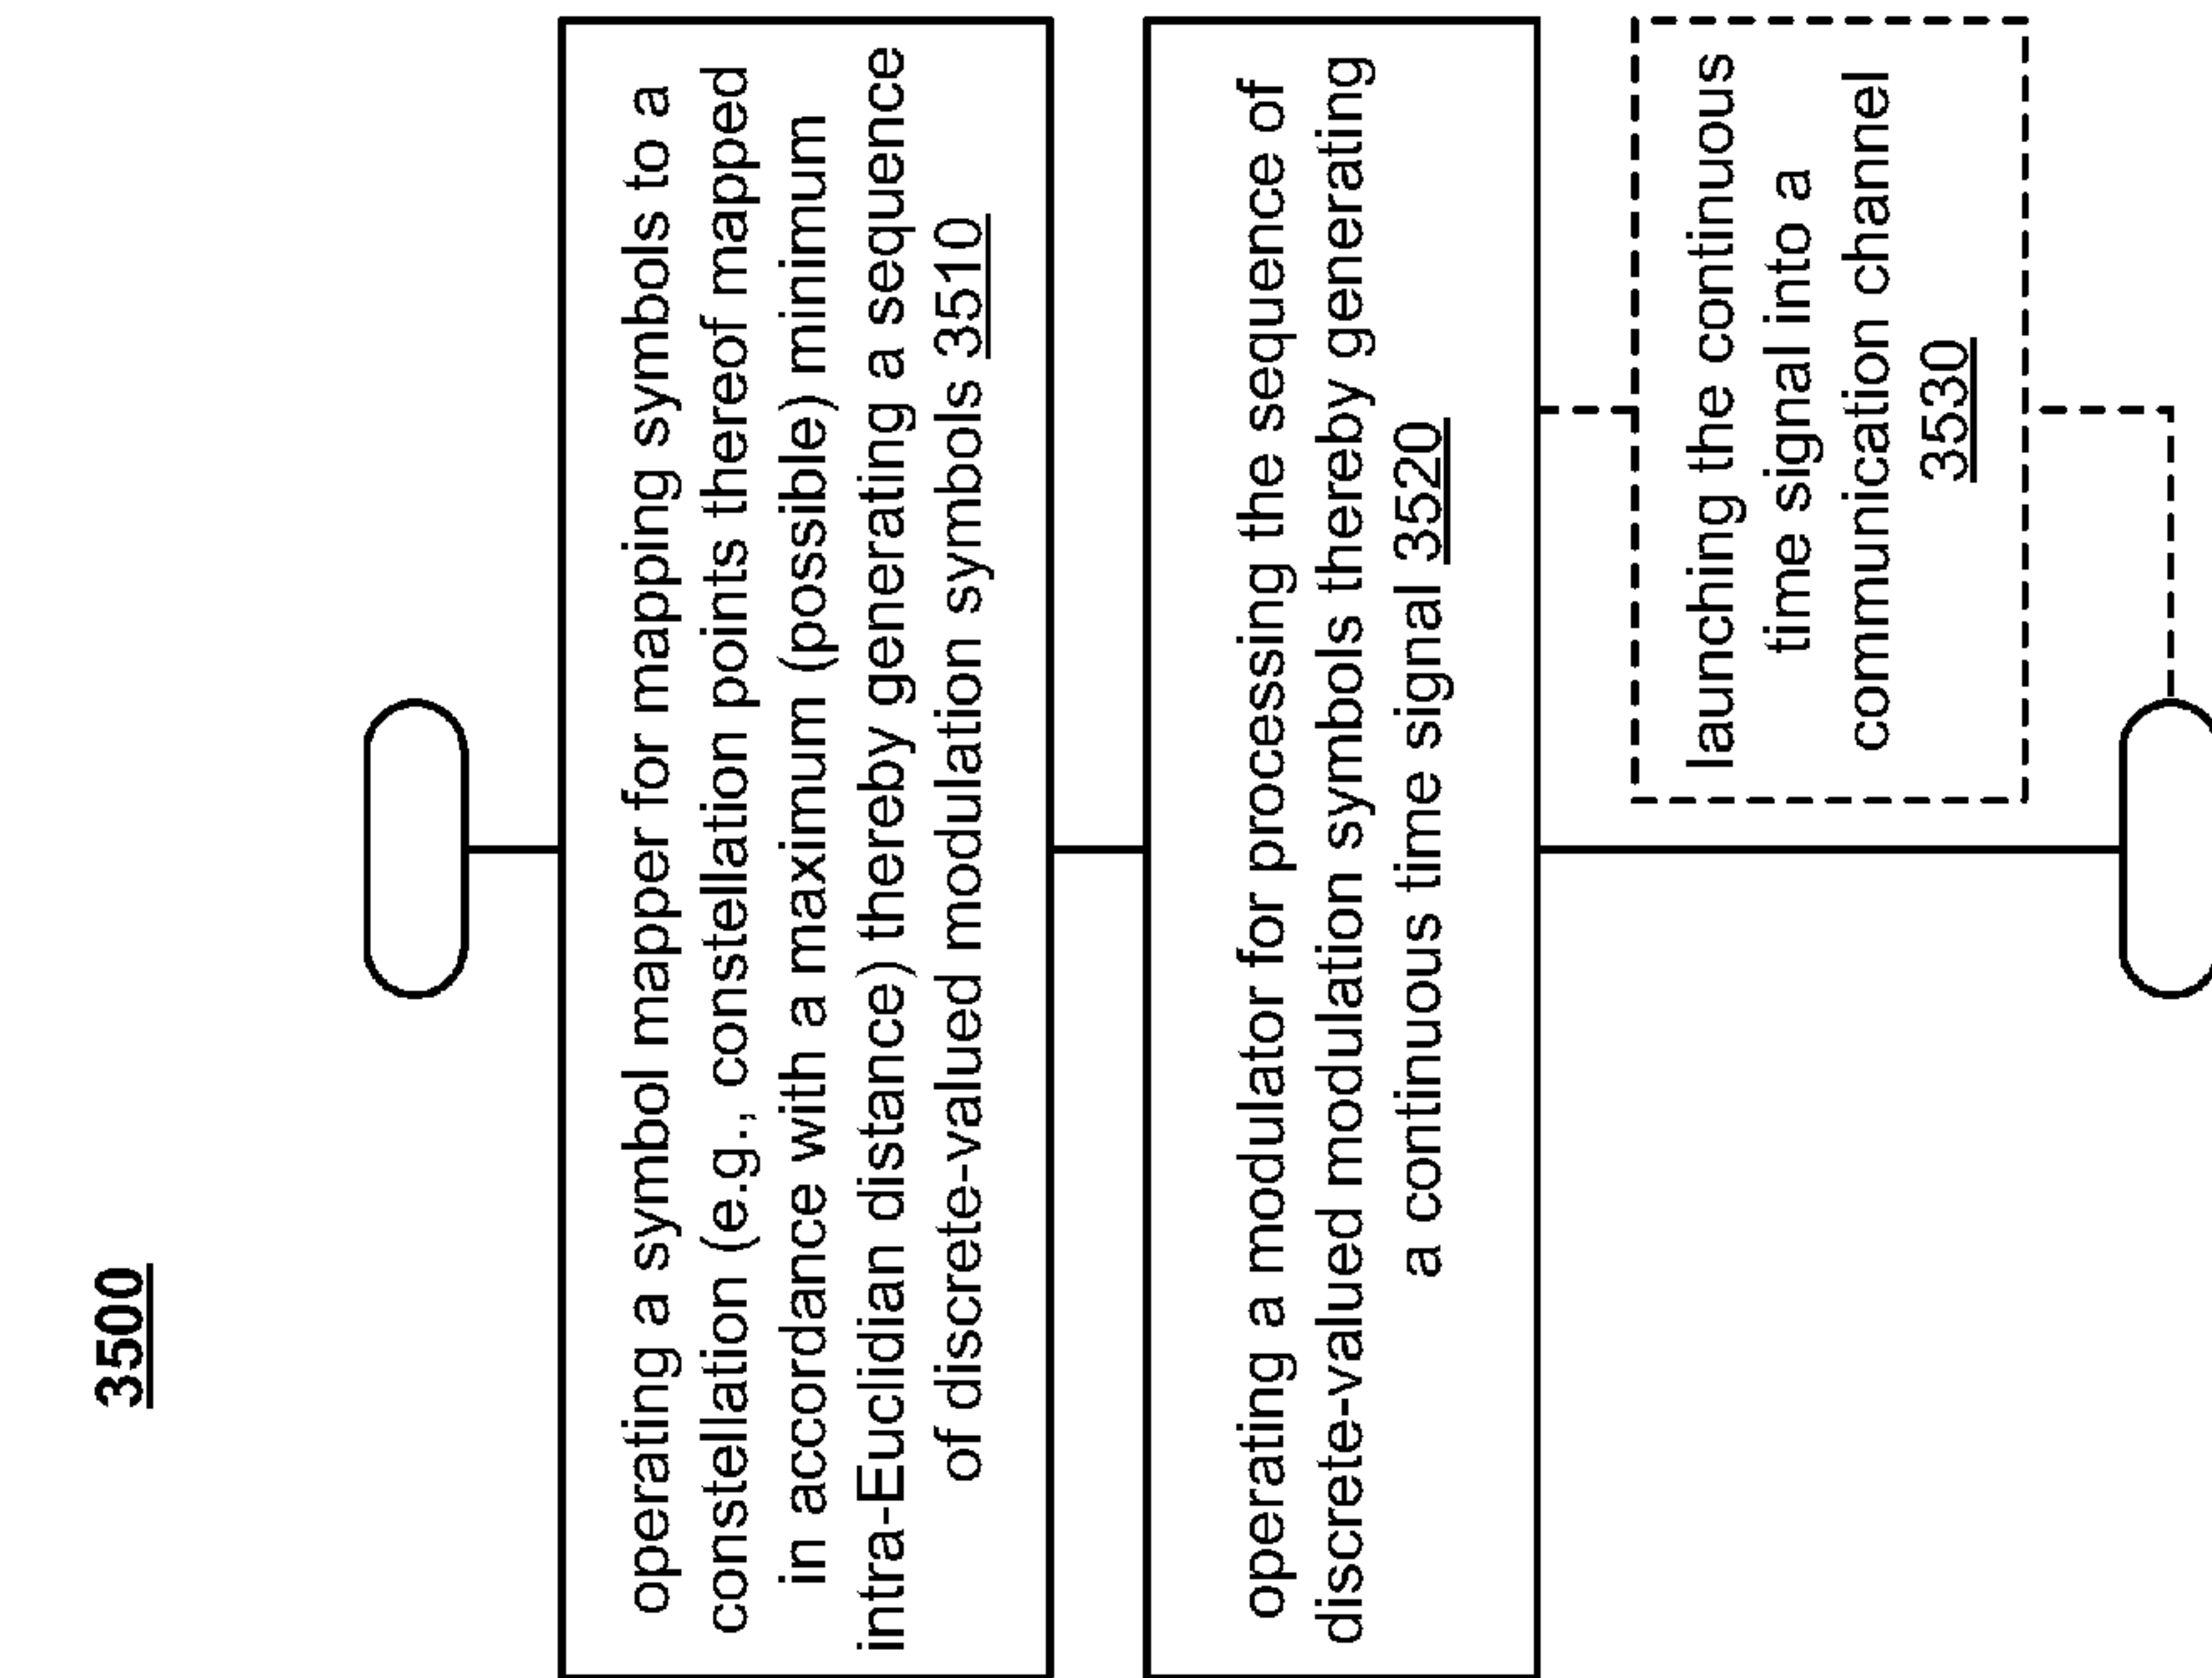 3500
operating a symbol mapper for mapping symbols to a
constellation (e.g., constellation points thereof mapped
in accordance with a maximum (possible) minimum
intra-Euclidian distance) thereby generating a sequence
of discrete-valued modulation symbols 3510
operating a modulator for processing the sequence of
discrete-valued modulation symbols thereby generating
a continuous time signal 3520
launching the continuous
time signal into a
communication channel
3530